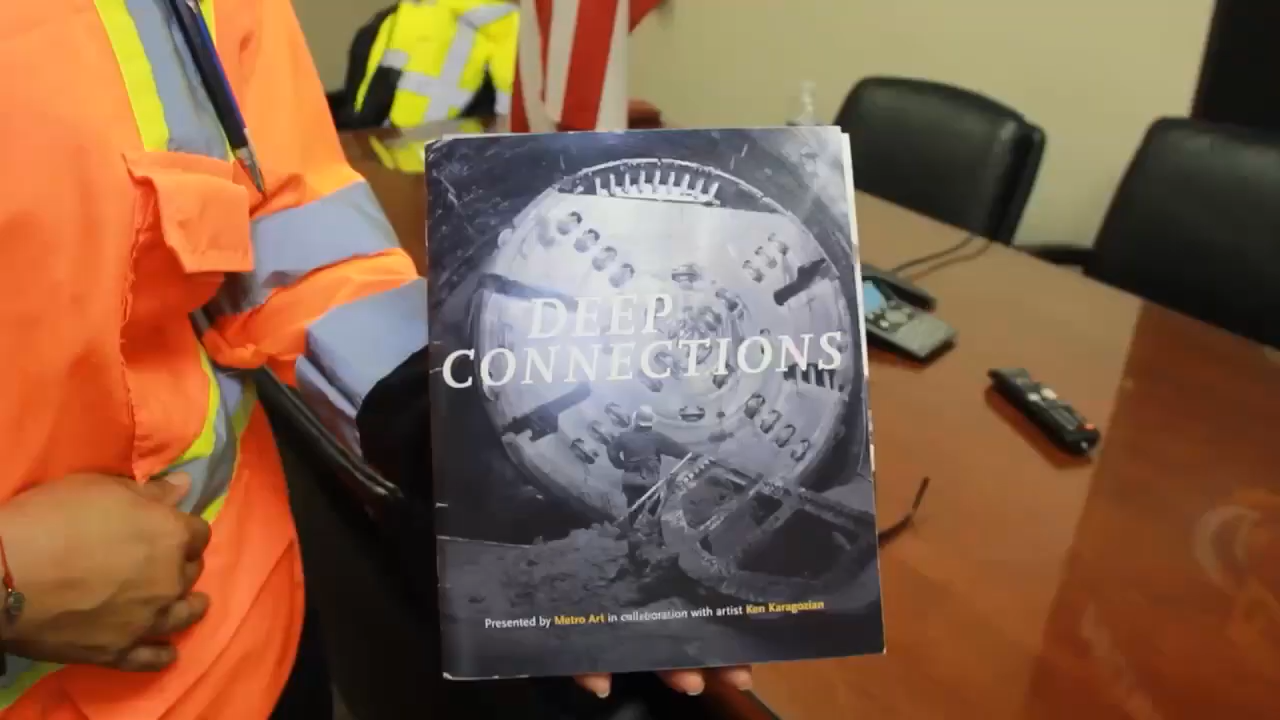 DEEP
CONNECTIONS
Presented by Metro Art in collaboration with artist Ken Karagozian